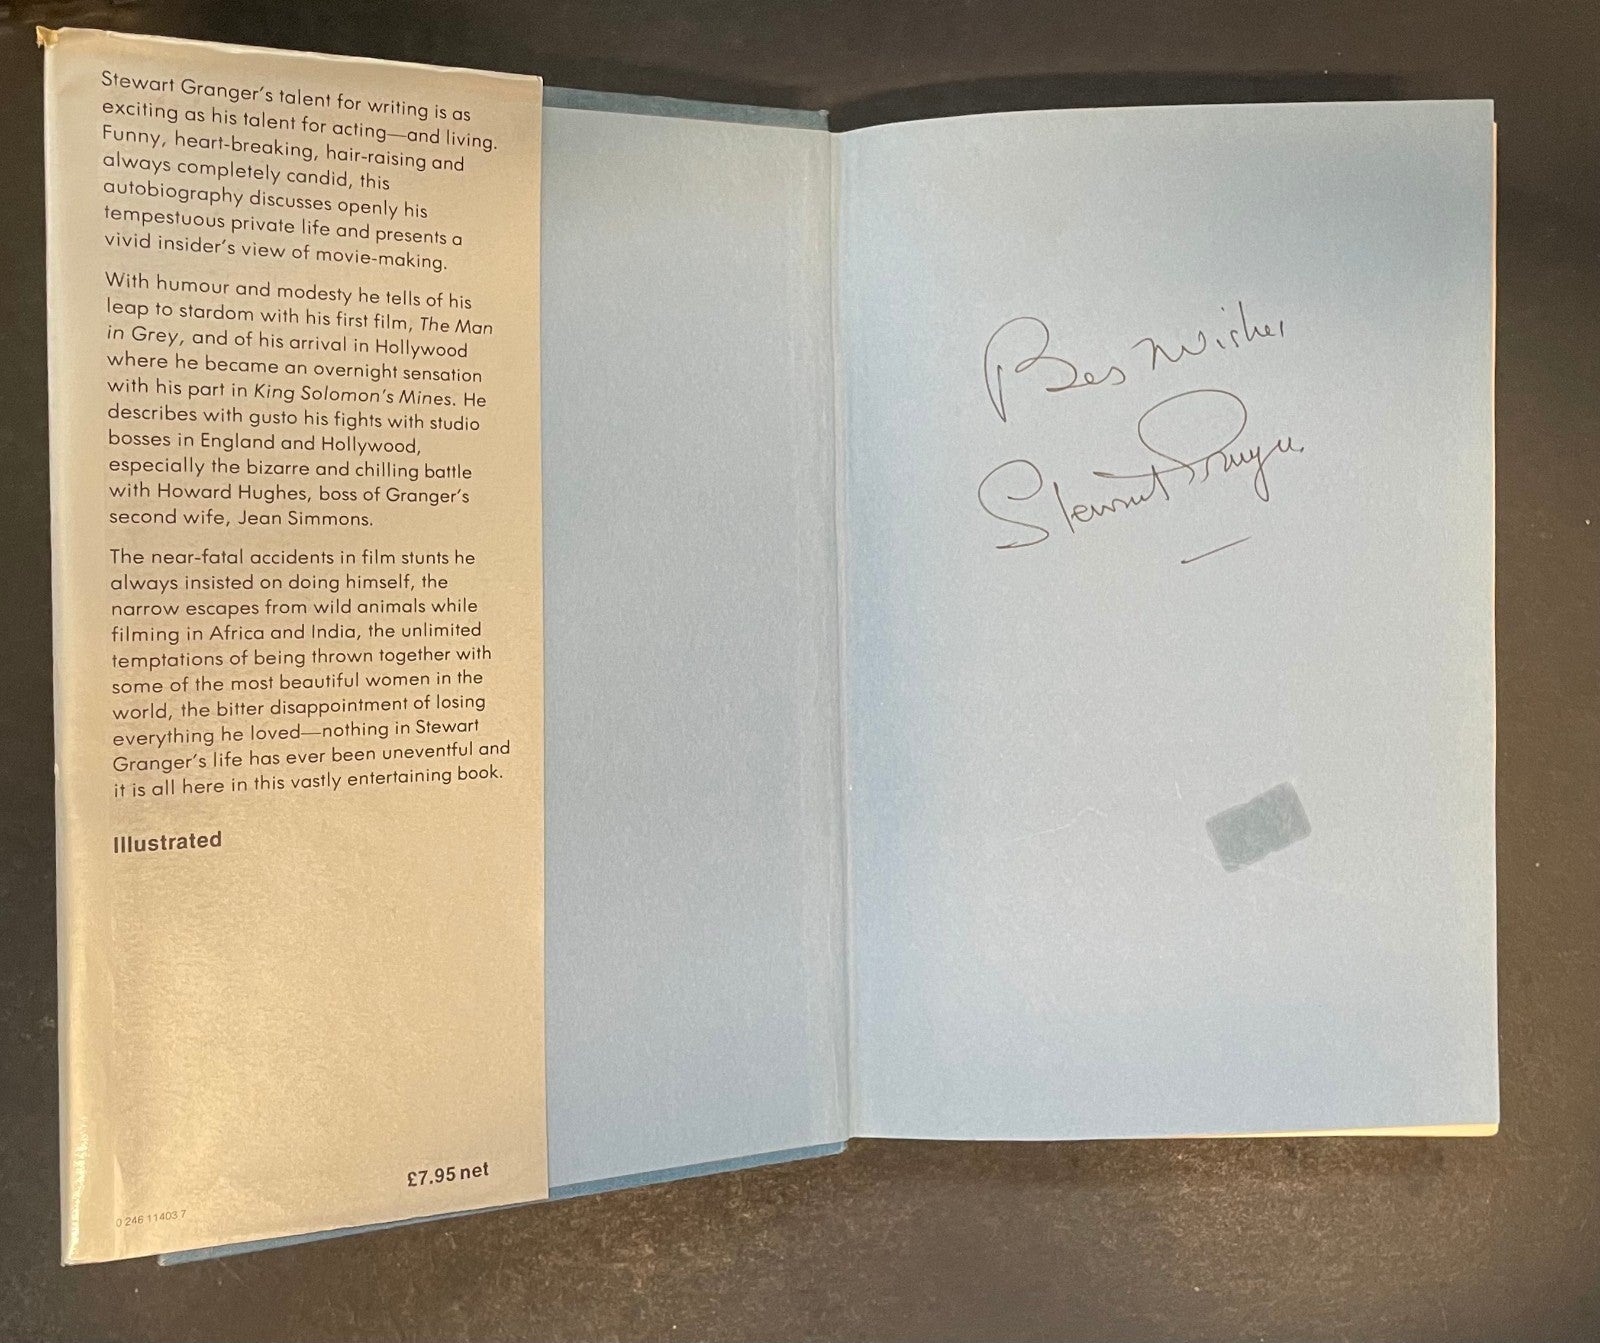 Stewart Granger's talent for writing is as
exciting as his talent for acting—and living.
Funny, heart-breaking, hair-raising and
always completely candid, this
autobiography discusses openly his
tempestuous private life and presents a
vivid insider's view of movie-making.
With humour and modesty he tells of his
leap to stardom with his first film, The Man
in Grey, and of his arrival in Hollywood
where he became an overnight sensation
with his part in King Solomon's Mines. He
describes with gusto his fights with studio
bosses in England and Hollywood,
especially the bizarre and chilling battle
with Howard Hughes, boss of Granger's
second wife, Jean Simmons.
The near-fatal accidents in film stunts he
always insisted on doing himself, the
narrow escapes from wild animals while
filming in Africa and India, the unlimited
temptations of being thrown together with
some of the most beautiful women in the
world, the bitter disappointment of losing
everything he loved—nothing in Stewart
Granger's life has ever been uneventful and
it is all here in this vastly entertaining book.
Illustrated
£7.95 net
0 246 11403 7
Best Wishes
Stewart Granger